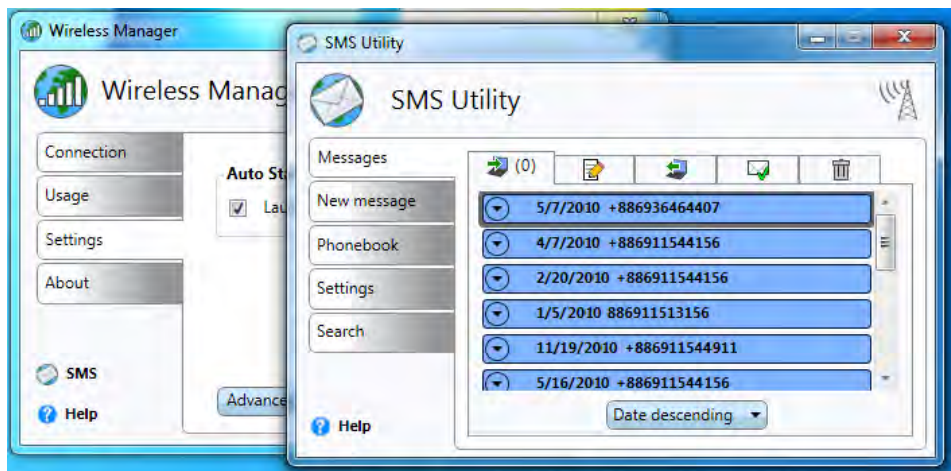 Wireless Manager
Wireless Manag
Connection
Usage
Settings
About
Auto Sta
Lau
SMS
Help
Advance
SMS Utility
SMS Utility
Messages
New message
Phonebook
Settings
Search
Help
(0)
5/7/2010 +886936464407
4/7/2010 +886911544156
2/20/2010 +886911544156
1/5/2010 886911513156
11/19/2010 +886911544911
5/16/2010 +886911544156
Date descending